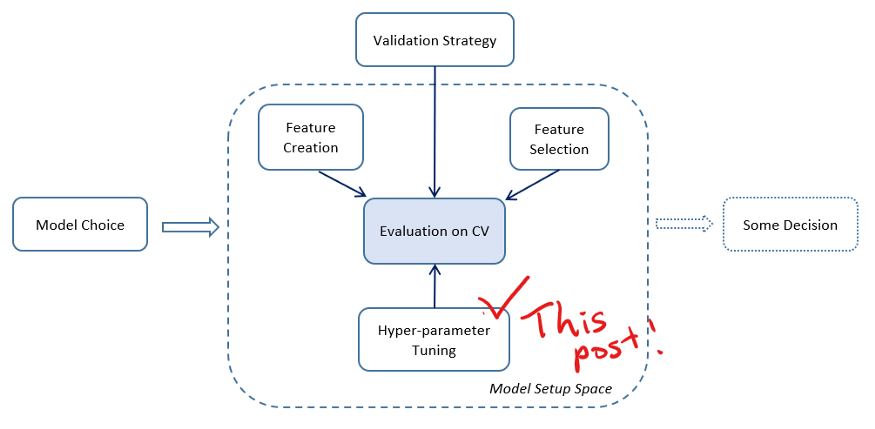 Validation Strategy
Feature
Creation
Feature
Selection
Model Choice
Evaluation on CV
Some Decision
Hyper-parameter
Tuning
This
post!
Model Setup Space